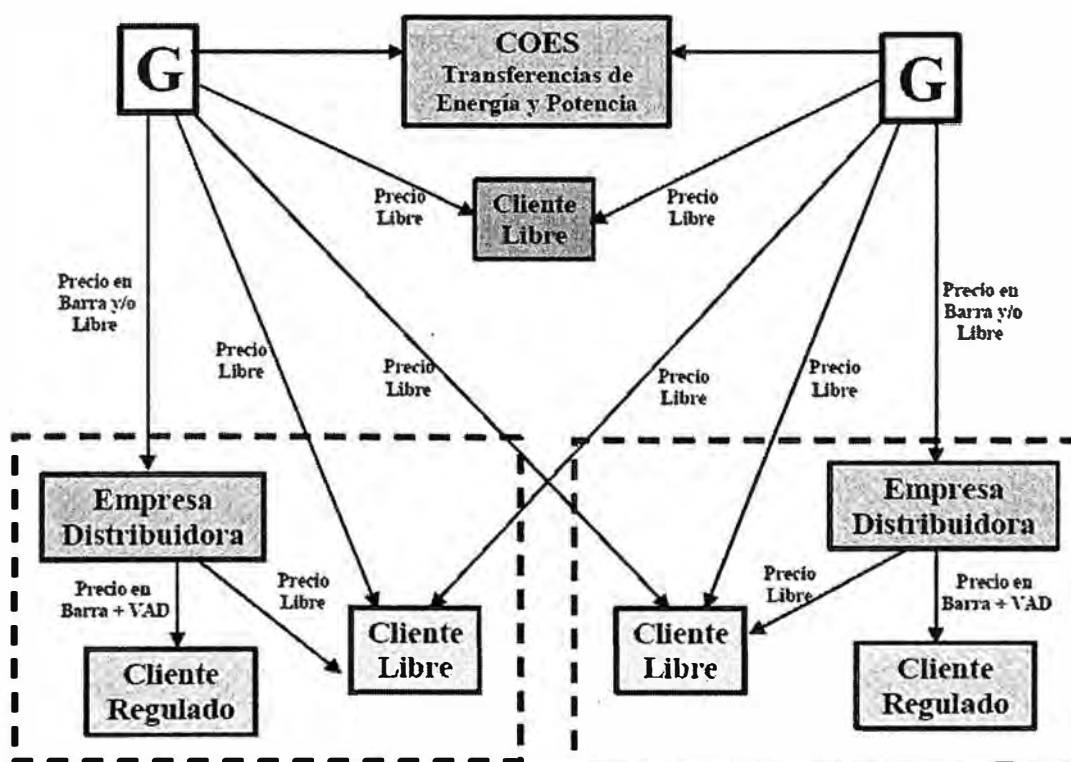 G
COES
Transferencias de
Energía y Potencia
G
Precio
Libre
Cliente
Libre
Precio
Libre
Precio en
Barra y/o
Libre
Precio
Libre
Precio
Libre
Precio
Libre
Precio
Libre
Precio en
Barra y/o
Libre
Empresa
Distribuidora
Empresa
Distribuidora
Precio en
Barra + VAD
Precio
Libre
Precio
Libre
Precio en
Barra + VAD
Cliente
Libre
Cliente
Libre
Cliente
Regulado
Cliente
Regulado